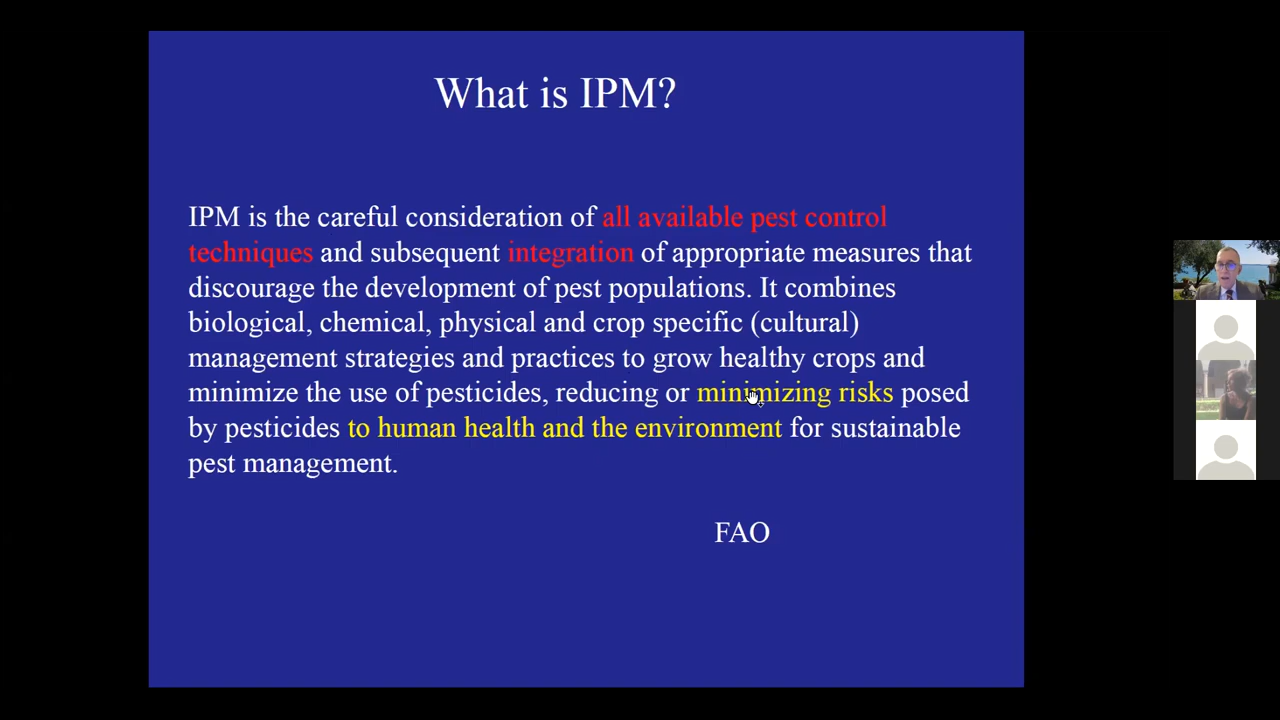 What is IPM?
IPM is the careful consideration of all available pest control
techniques and subsequent integration of appropriate measures that
discourage the development of pest populations. It combines
biological, chemical, physical and crop specific (cultural)
management strategies and practices to grow healthy crops and
minimize the use of pesticides, reducing or minimizing risks posed
by pesticides to human health and the environment for sustainable
pest management.
FAO